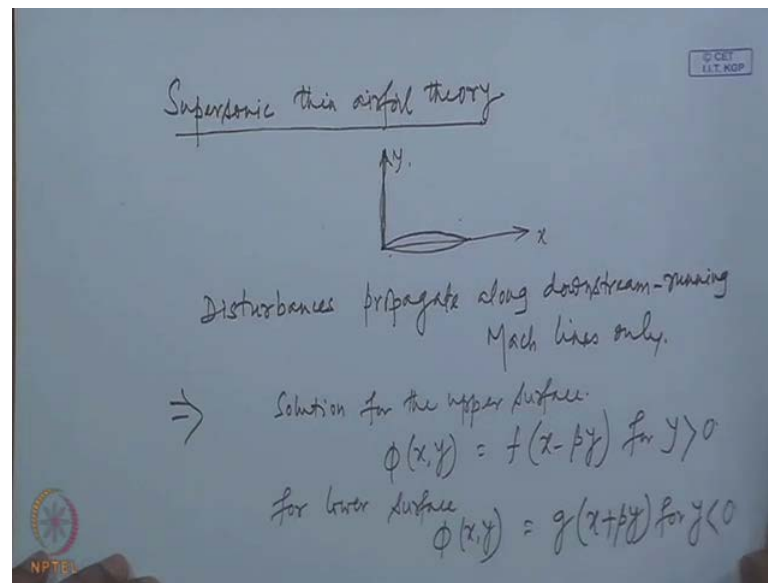 © CET
I.I.T. KGP
Supersonic thin airfoil theory
y.
x
Disturbances propagate along downstream-running
Mach lines only.
⇒ Solution for the upper surface.
ϕ(x,y) = f(x-βy) for y>0
for lower surface
ϕ(x,y) = g(x+βy) for y<0
NPTEL